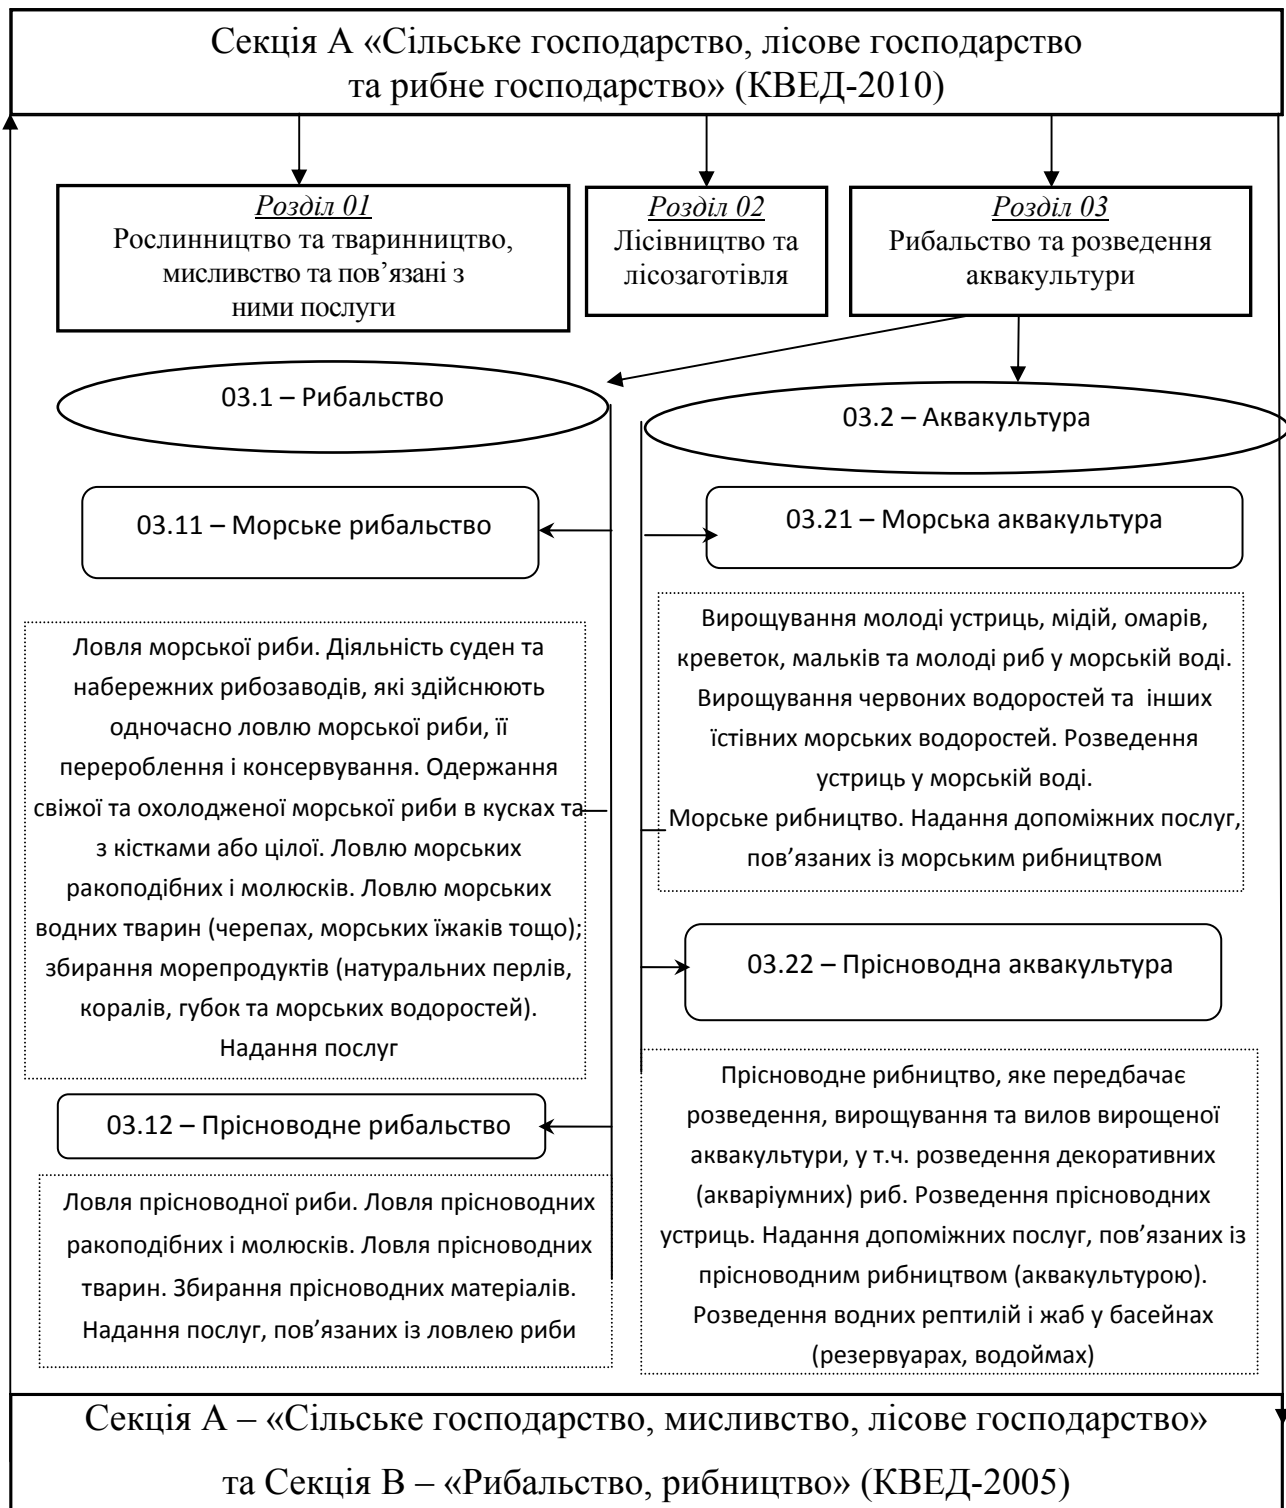 Секція А «Сільське господарство, лісове господарство
та рибне господарство» (КВЕД-2010)
Розділ 01
Рослинництво та тваринництво,
мисливство та пов’язані з
ними послуги
Розділ 02
Лісівництво та
лісозаготівля
Розділ 03
Рибальство та розведення
аквакультури
03.1 – Рибальство
03.2 – Аквакультура
03.11 – Морське рибальство
03.21 – Морська аквакультура
Ловля морської риби. Діяльність суден та
набережних рибозаводів, які здійснюють
одночасно ловлю морської риби, її
перероблення і консервування. Одержання
свіжої та охолодженої морської риби в кусках та
з кістками або цілої. Ловлю морських
ракоподібних і молюсків. Ловлю морських
водних тварин (черепах, морських їжаків тощо);
збирання морепродуктів (натуральних перлів,
коралів, губок та морських водоростей).
Надання послуг
Вирощування молоді устриць, мідій, омарів,
креветок, мальків та молоді риб у морській воді.
Вирощування червоних водоростей та інших
їстівних морських водоростей. Розведення
устриць у морській воді.
Морське рибництво. Надання допоміжних послуг,
пов’язаних із морським рибництвом
03.22 – Прісноводна аквакультура
03.12 – Прісноводне рибальство
Ловля прісноводної риби. Ловля прісноводних
ракоподібних і молюсків. Ловля прісноводних
тварин. Збирання прісноводних матеріалів.
Надання послуг, пов’язаних із ловлею риби
Прісноводне рибництво, яке передбачає
розведення, вирощування та вилов вирощеної
аквакультури, у т.ч. розведення декоративних
(акваріумних) риб. Розведення прісноводних
устриць. Надання допоміжних послуг, пов’язаних із
прісноводним рибництвом (аквакультурою).
Розведення водних рептилій і жаб у басейнах
(резервуарах, водоймах)
Секція А – «Сільське господарство, мисливство, лісове господарство»
та Секція В – «Рибальство, рибництво» (КВЕД-2005)